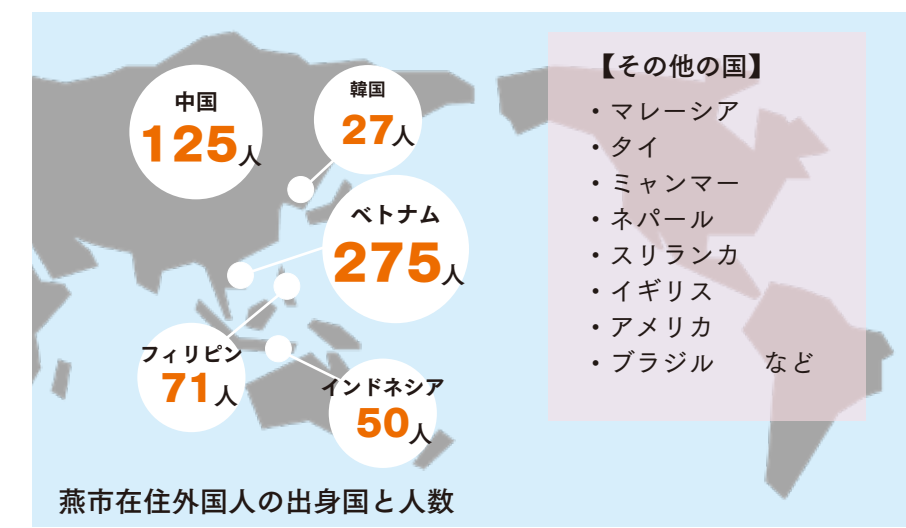 中国
125人
韓国
27人
ベトナム
275人
フィリピン
71人
インドネシア
50人
【その他の国】
・マレーシア
・タイ
・ミャンマー
・ネパール
・スリランカ
・イギリス
・アメリカ
・ブラジル　など
燕市在住外国人の出身国と人数